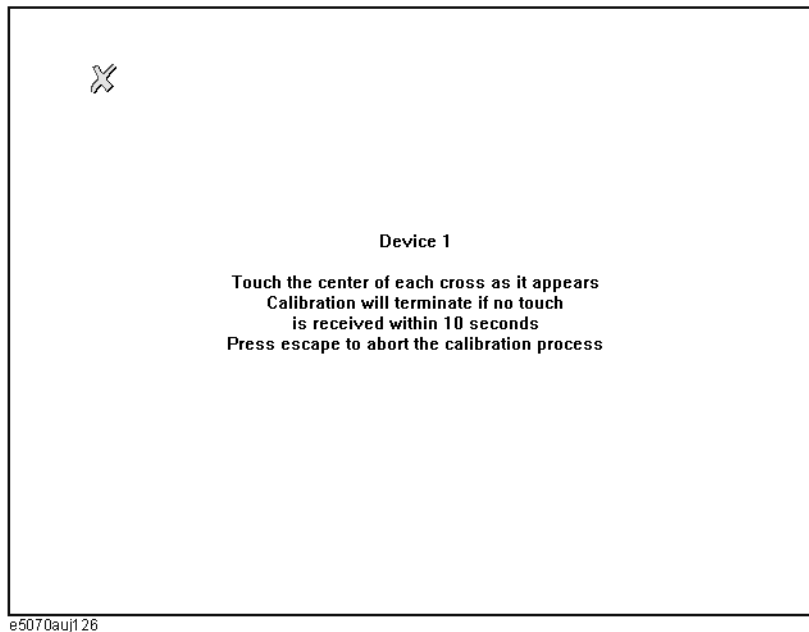 Device 1
Touch the center of each cross as it appears
Calibration will terminate if no touch
is received within 10 seconds
Press escape to abort the calibration process
e5070auj126